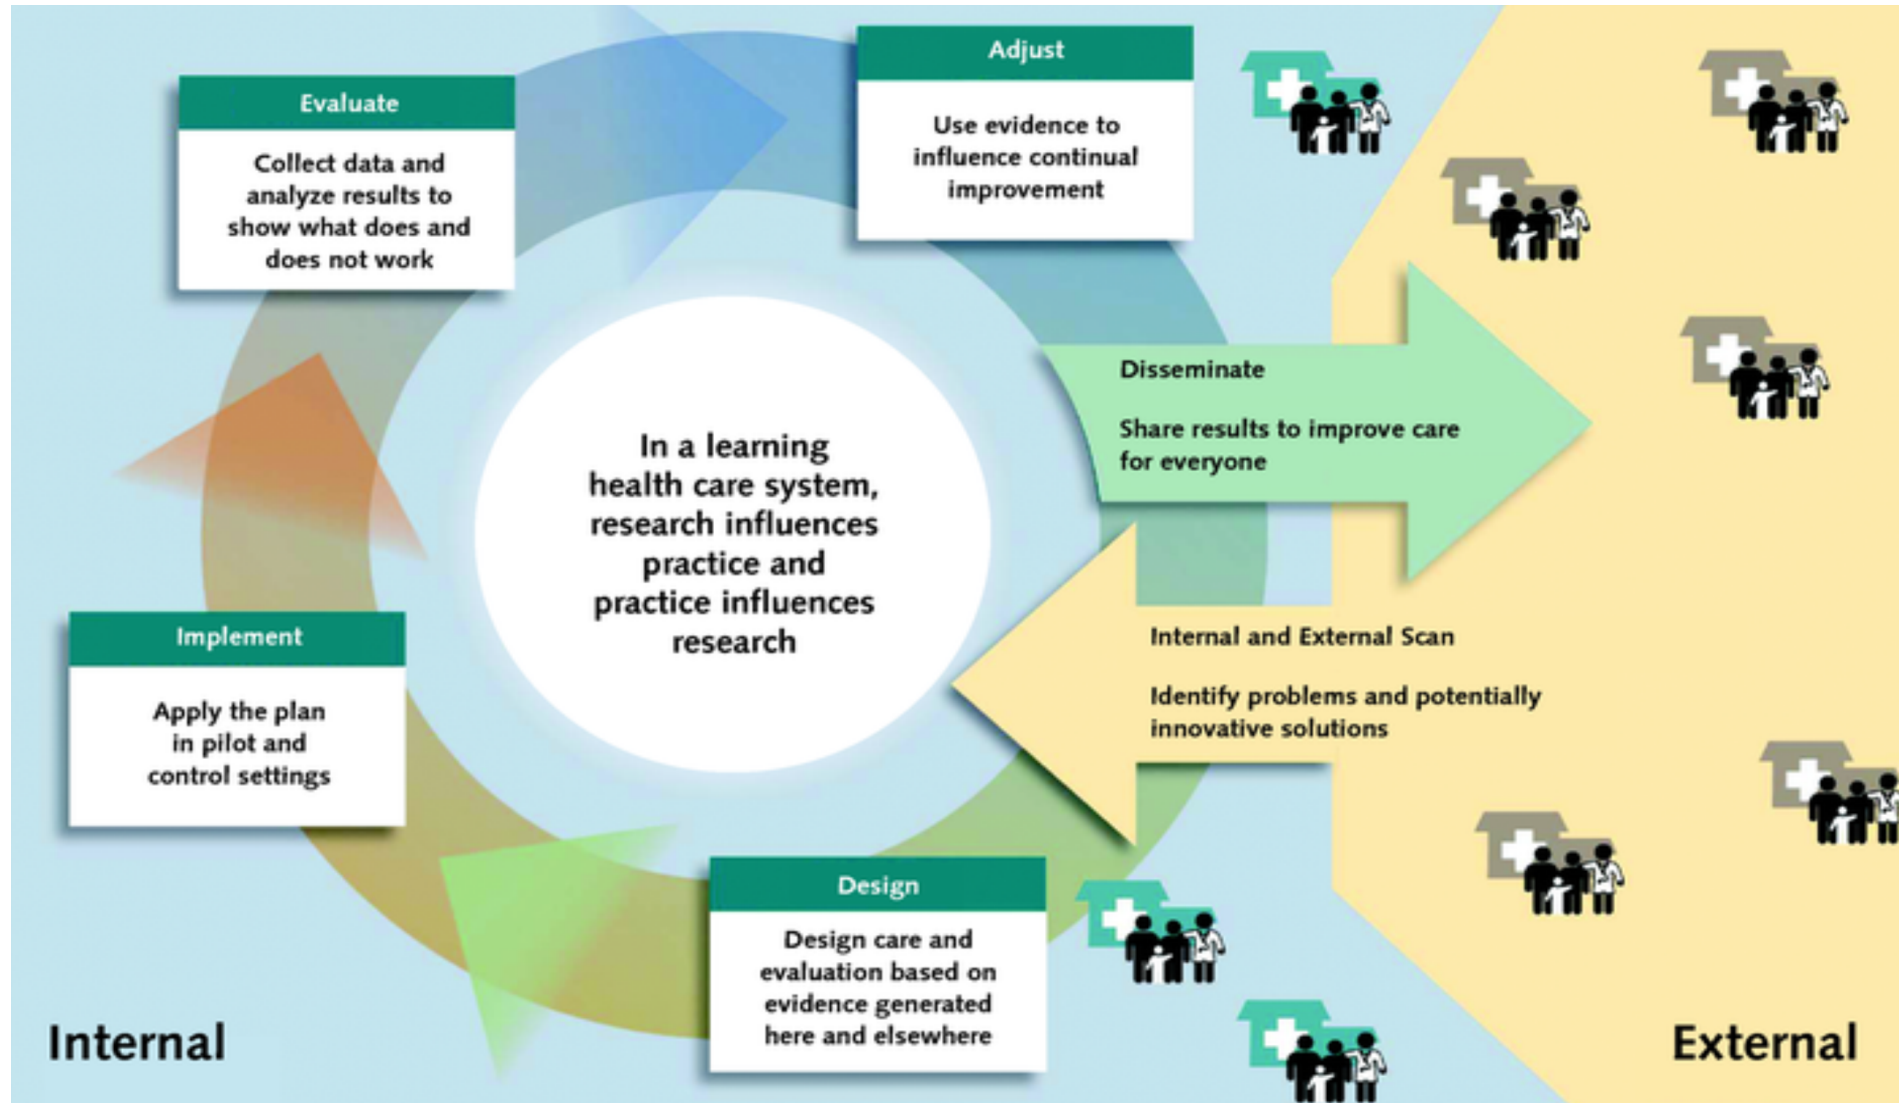 Adjust
Use evidence to
influence continual
improvement
Evaluate
Collect data and
analyze results to
show what does and
does not work
Disseminate
Share results to improve care
for everyone
In a learning
health care system,
research influences
practice and
practice influences
research
Internal and External Scan
Identify problems and potentially
innovative solutions
Implement
Apply the plan
in pilot and
control settings
Design
Design care and
evaluation based on
evidence generated
here and elsewhere
Internal
External